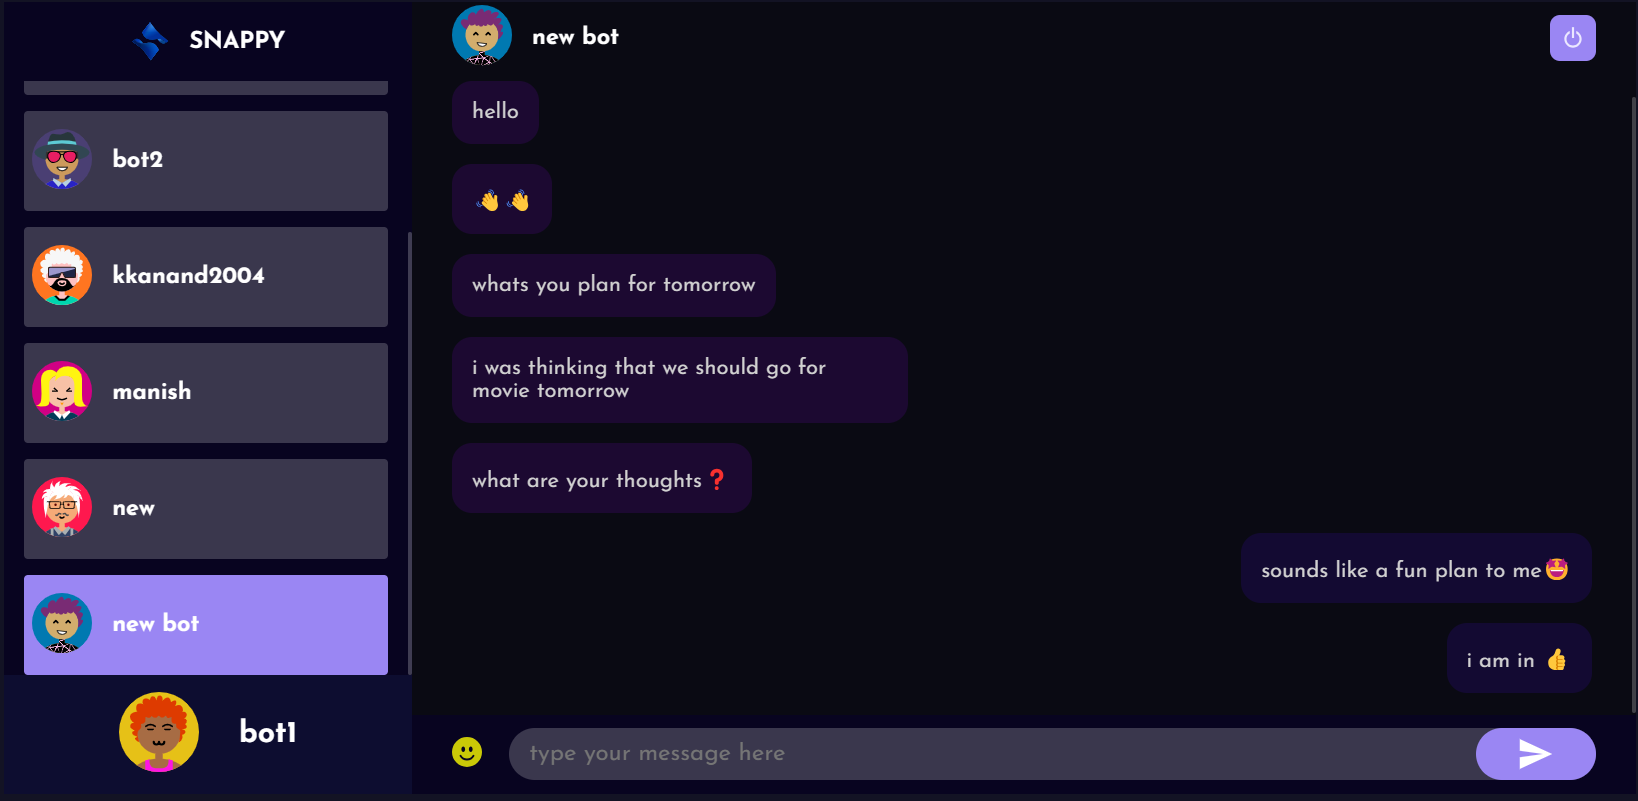 SNAPPY
bot2
kkanand2004
manish
new
new bot
bot1
new bot
hello
👋👋
whats you plan for tomorrow
i was thinking that we should go for
movie tomorrow
what are your thoughts❓
sounds like a fun plan to me🤩
i am in 👍
type your message here